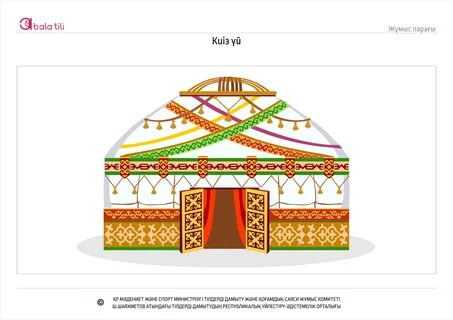 bala tili
Жұмыс парағы
Киіз үй
© ҚР МӘДЕНИЕТ ЖӘНЕ СПОРТ МИНИСТРЛІГІ ТІЛДЕРДІ ДАМЫТУ ЖӘНЕ ҚОҒАМДЫҚ САЯСИ ЖҰМЫС КОМИТЕТІ
Ш.ШАЯХМЕТОВ АТЫНДАҒЫ ТІЛДЕРДІ ДАМЫТУДЫҢ РЕСПУБЛИКАЛЫҚ ҮЙЛЕСТІРУ-ӘДІСТЕМЕЛІК ОРТАЛЫҒЫ